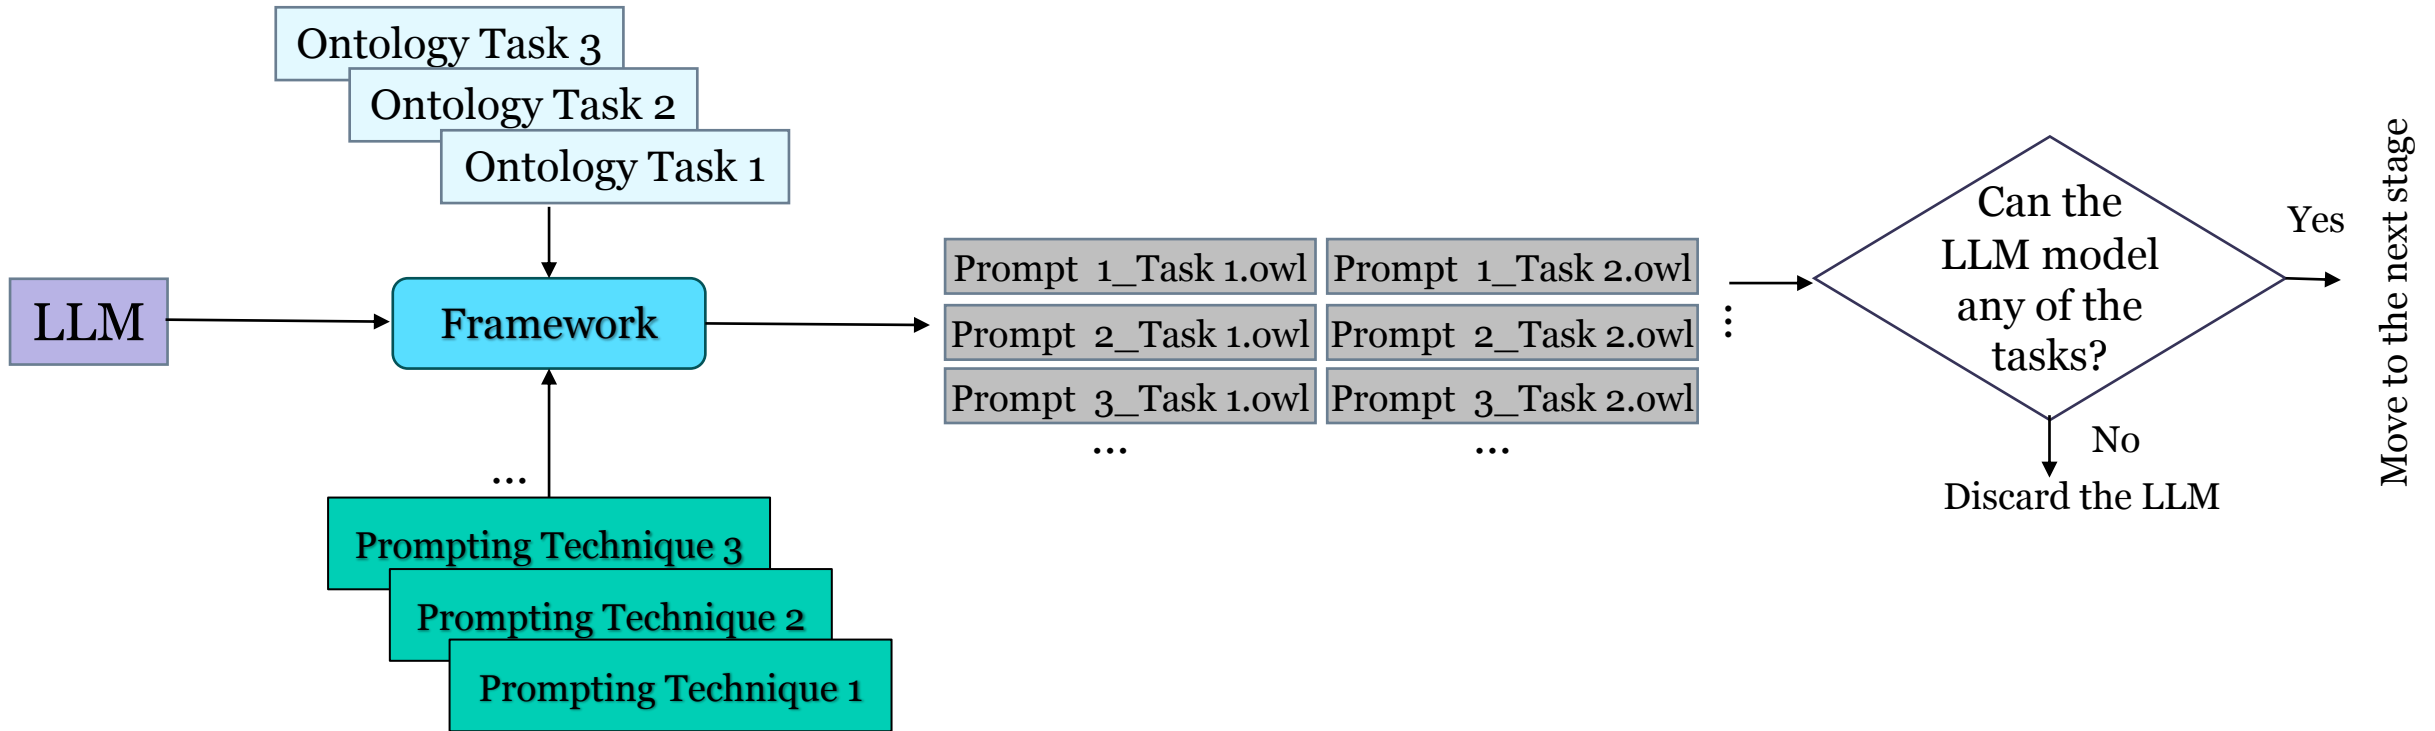 Ontology Task 3
Ontology Task 2
Ontology Task 1
LLM
Framework
...
Prompting Technique 3
Prompting Technique 2
Prompting Technique 1
Prompt 1_Task 1.owl
Prompt 1_Task 2.owl
Prompt 2_Task 1.owl
Prompt 2_Task 2.owl
Prompt 3_Task 1.owl
Prompt 3_Task 2.owl
...
...
...
Can the
LLM model
any of the
tasks?
Yes
No
Discard the LLM
Move to the next stage